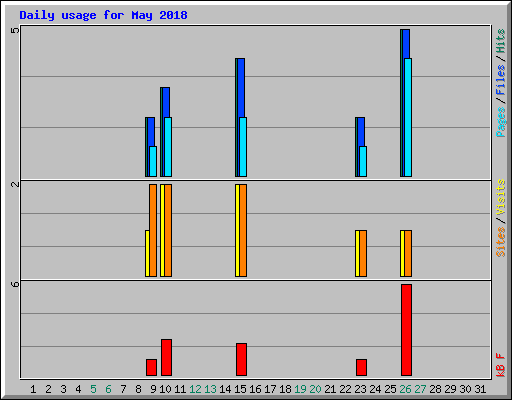 Daily usage for May 2018
5
2
6
Pages / Files / Hits
Sites / Visits
kB F
1 2 3 4 5 6 7 8 9 10 11 12 13 14 15 16 17 18 19 20 21 22 23 24 25 26 27 28 29 30 31